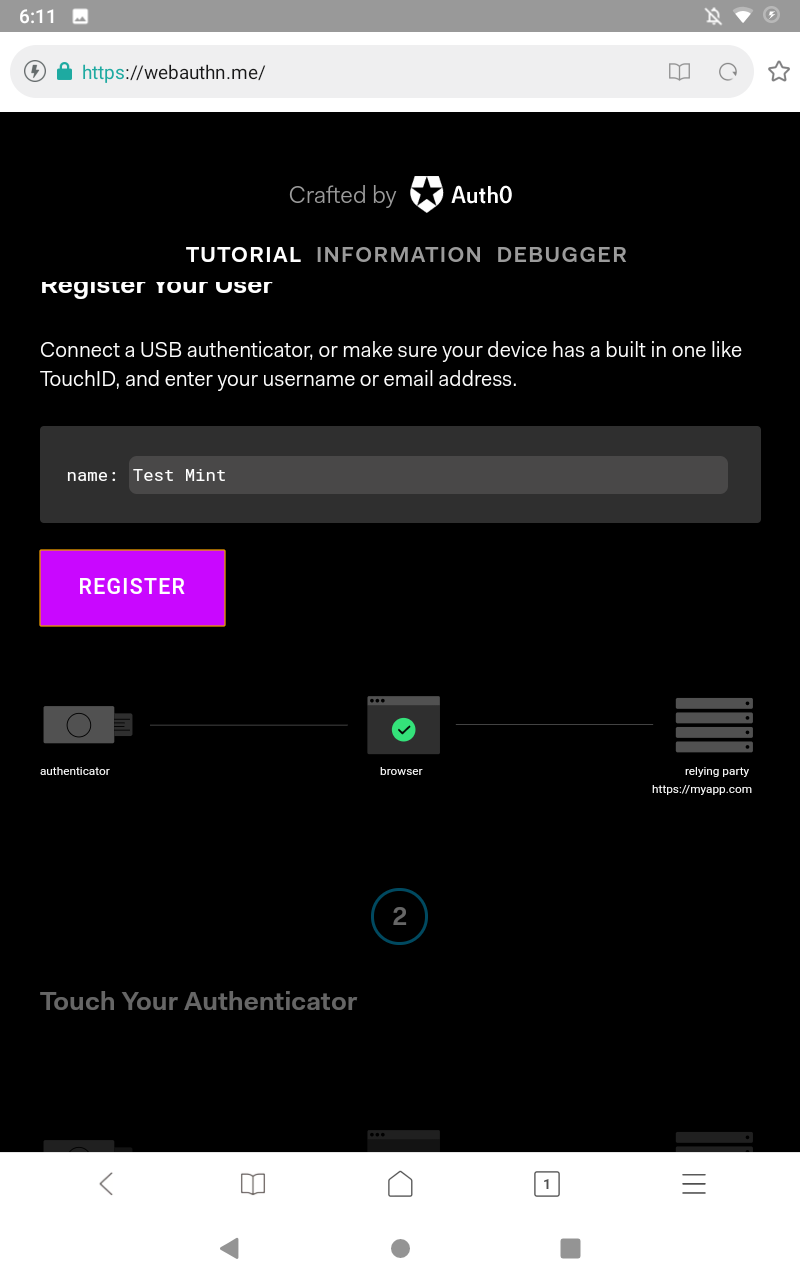 6:11
https://webauthn.me/
Crafted by Auth0
TUTORIAL INFORMATION DEBUGGER
Register Your User
Connect a USB authenticator, or make sure your device has a built in one like
TouchID, and enter your username or email address.
name: Test Mint
REGISTER
authenticator
browser
relying party
https://myapp.com
2
Touch Your Authenticator
1